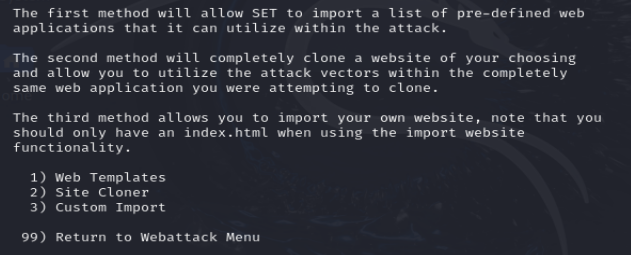 The first method will allow SET to import a list of pre-defined web
applications that it can utilize within the attack.
The second method will completely clone a website of your choosing
and allow you to utilize the attack vectors within the completely
same web application you were attempting to clone.
The third method allows you to import your own website, note that you
should only have an index.html when using the import website
functionality.
1) Web Templates
2) Site Cloner
3) Custom Import
99) Return to Webattack Menu